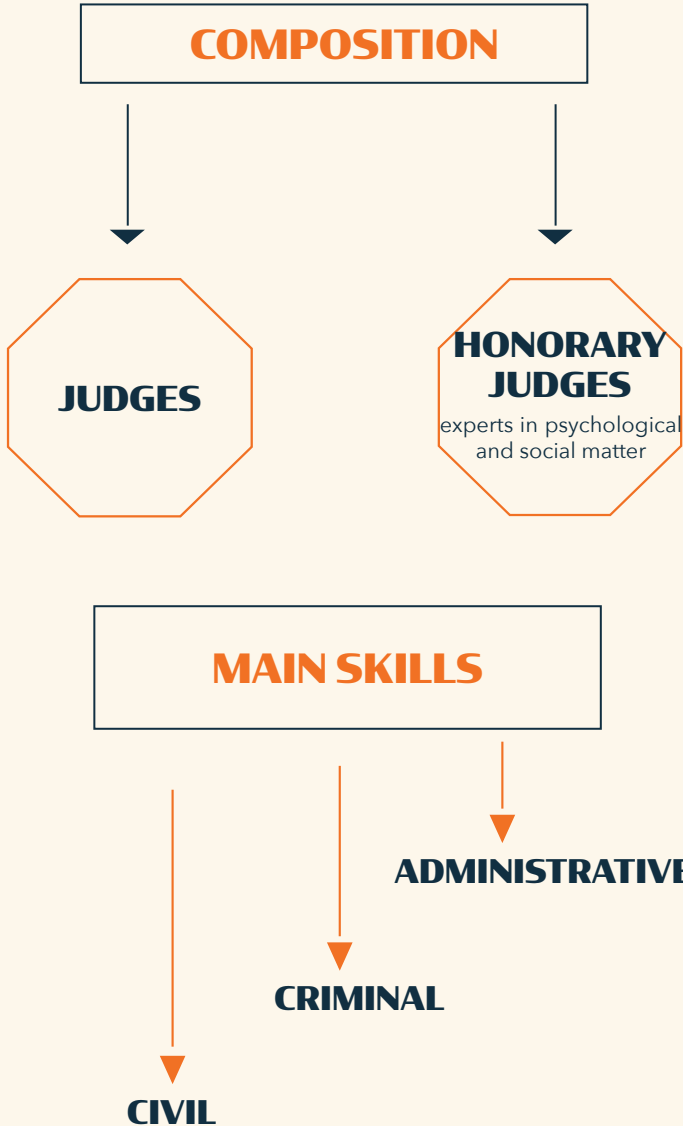 COMPOSITION
JUDGES
HONORARY
JUDGES
experts in psychological
and social matter
MAIN SKILLS
ADMINISTRATIVE
CRIMINAL
CIVIL